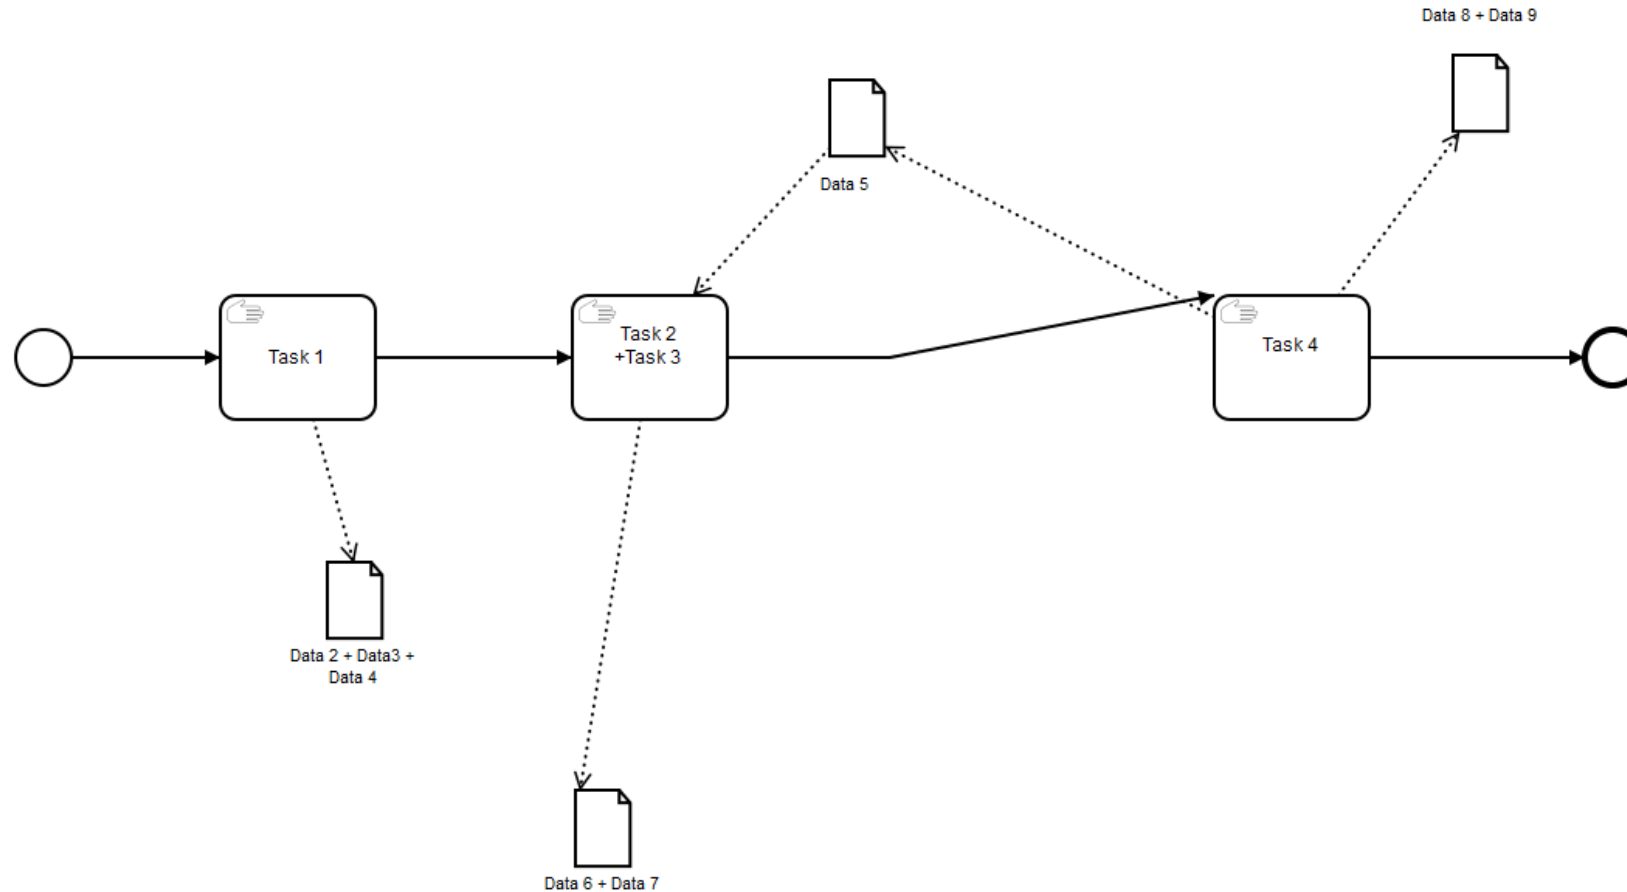 Data 8 + Data 9
Data 5
Task 1
Task 2
+Task 3
Task 4
Data 2 + Data3 +
Data 4
Data 6 + Data 7